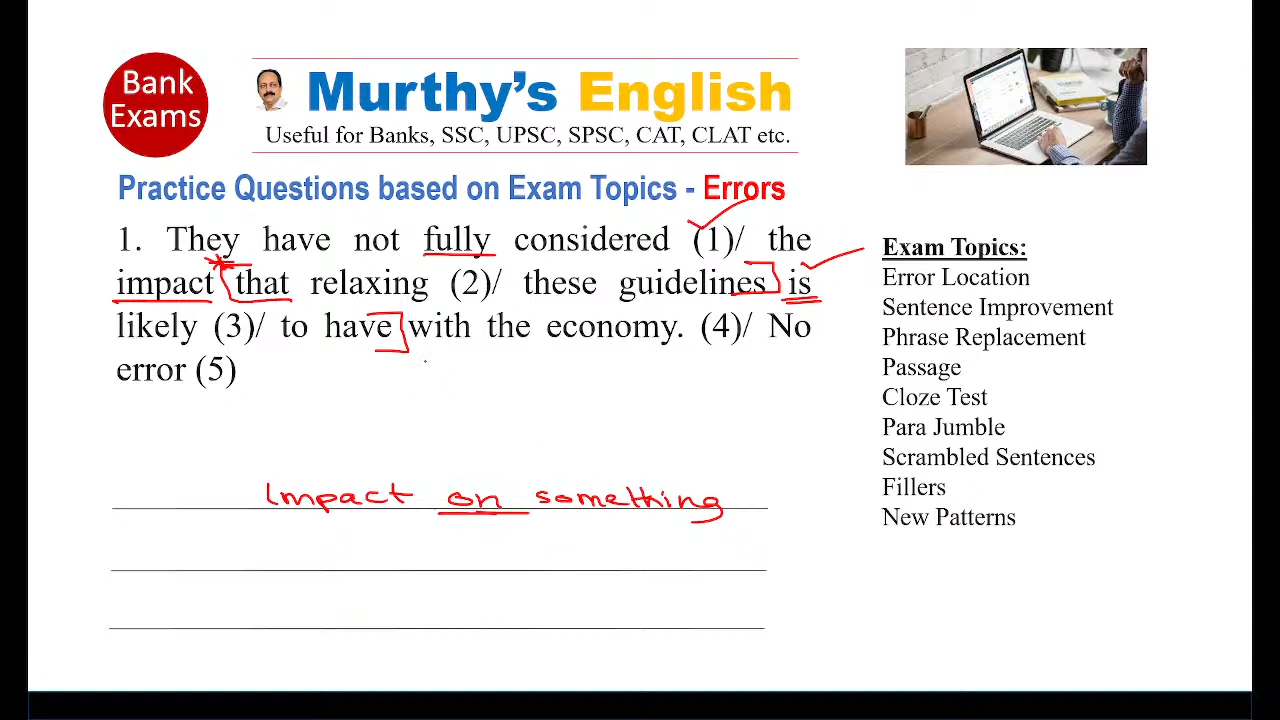 Bank
Exams
Murthy's English
Useful for Banks, SSC, UPSC, SPSC, CAT, CLAT etc.
Practice Questions based on Exam Topics - Errors
1. They have not fully considered (1)/ the
impact that relaxing (2)/ these guidelines is
likely (3)/ to have with the economy. (4)/ No
error (5)
Impact on something
Exam Topics:
Error Location
Sentence Improvement
Phrase Replacement
Passage
Cloze Test
Para Jumble
Scrambled Sentences
Fillers
New Patterns